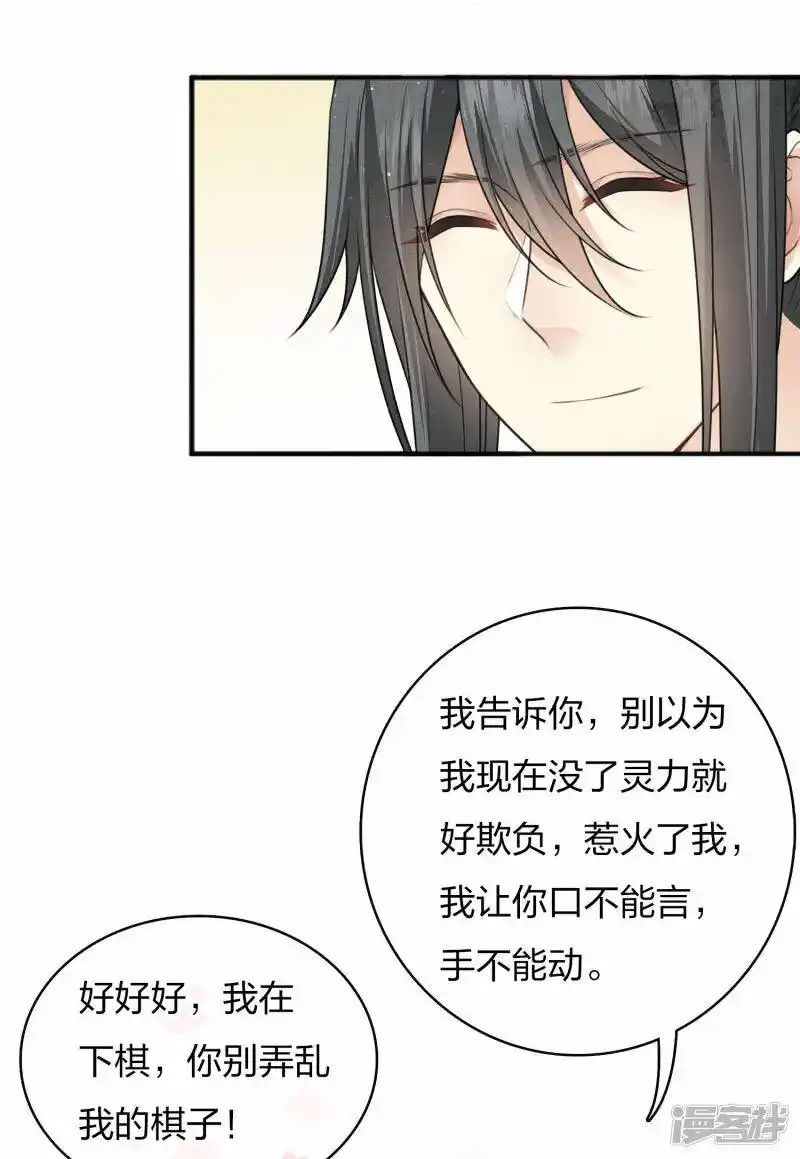 我告诉你，别以为
我现在没了灵力就
好欺负，惹火了我，
我让你口不能言，
手不能动。
好好好，我在
下棋，你别弄乱
我的棋子！
漫客栈